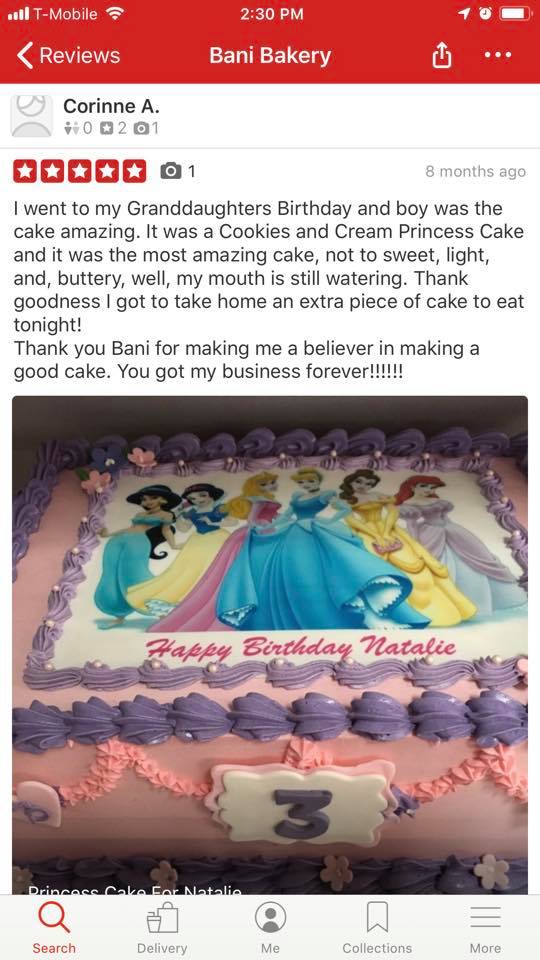 T-Mobile 2:30 PM
Reviews Bani Bakery
Corinne A.
0 2 1
1 8 months ago
I went to my Granddaughters Birthday and boy was the
cake amazing. It was a Cookies and Cream Princess Cake
and it was the most amazing cake, not to sweet, light,
and, buttery, well, my mouth is still watering. Thank
goodness I got to take home an extra piece of cake to eat
tonight!
Thank you Bani for making me a believer in making a
good cake. You got my business forever!!!!!!
Happy Birthday Natalie
3
Princess Cake For Natalie
Search Delivery Me Collections More